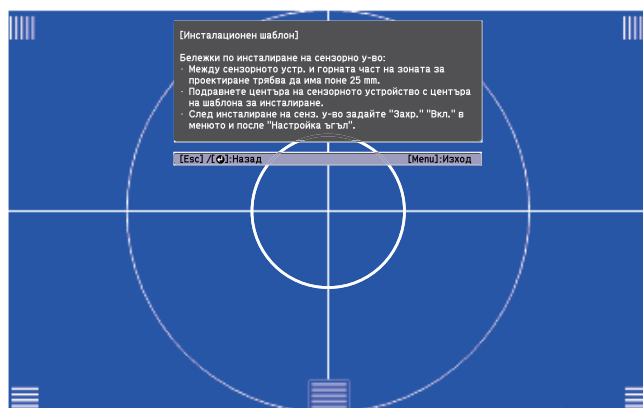 [Инсталационен шаблон]
Бележки по инсталиране на сензорно у-во:
· Между сензорното устр. и горната част на зоната за
проектиране трябва да има поне 25 mm.
· Подравнете центъра на сензорното устройство с центъра
на шаблона за инсталиране.
· След инсталиране на сенз. у-во задайте "Захр." "Вкл." в
менюто и после "Настройка ъгъл".
[Esc] /[⏎]:Назад [Menu]:Изход